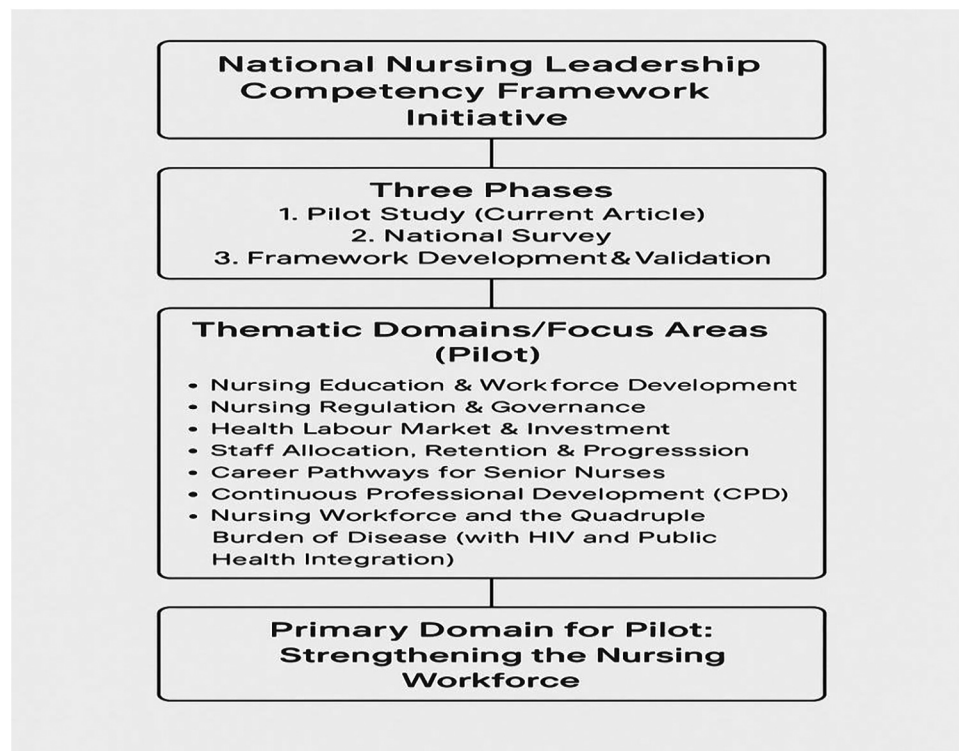 National Nursing Leadership
Competency Framework
Initiative
Three Phases
1. Pilot Study (Current Article)
2. National Survey
3. Framework Development & Validation
Thematic Domains/Focus Areas
(Pilot)
• Nursing Education & Workforce Development
• Nursing Regulation & Governance
• Health Labour Market & Investment
• Staff Allocation, Retention & Progresssion
• Career Pathways for Senior Nurses
• Continuous Professional Development (CPD)
• Nursing Workforce and the Quadruple
Burden of Disease (with HIV and Public
Health Integration)
Primary Domain for Pilot:
Strengthening the Nursing
Workforce